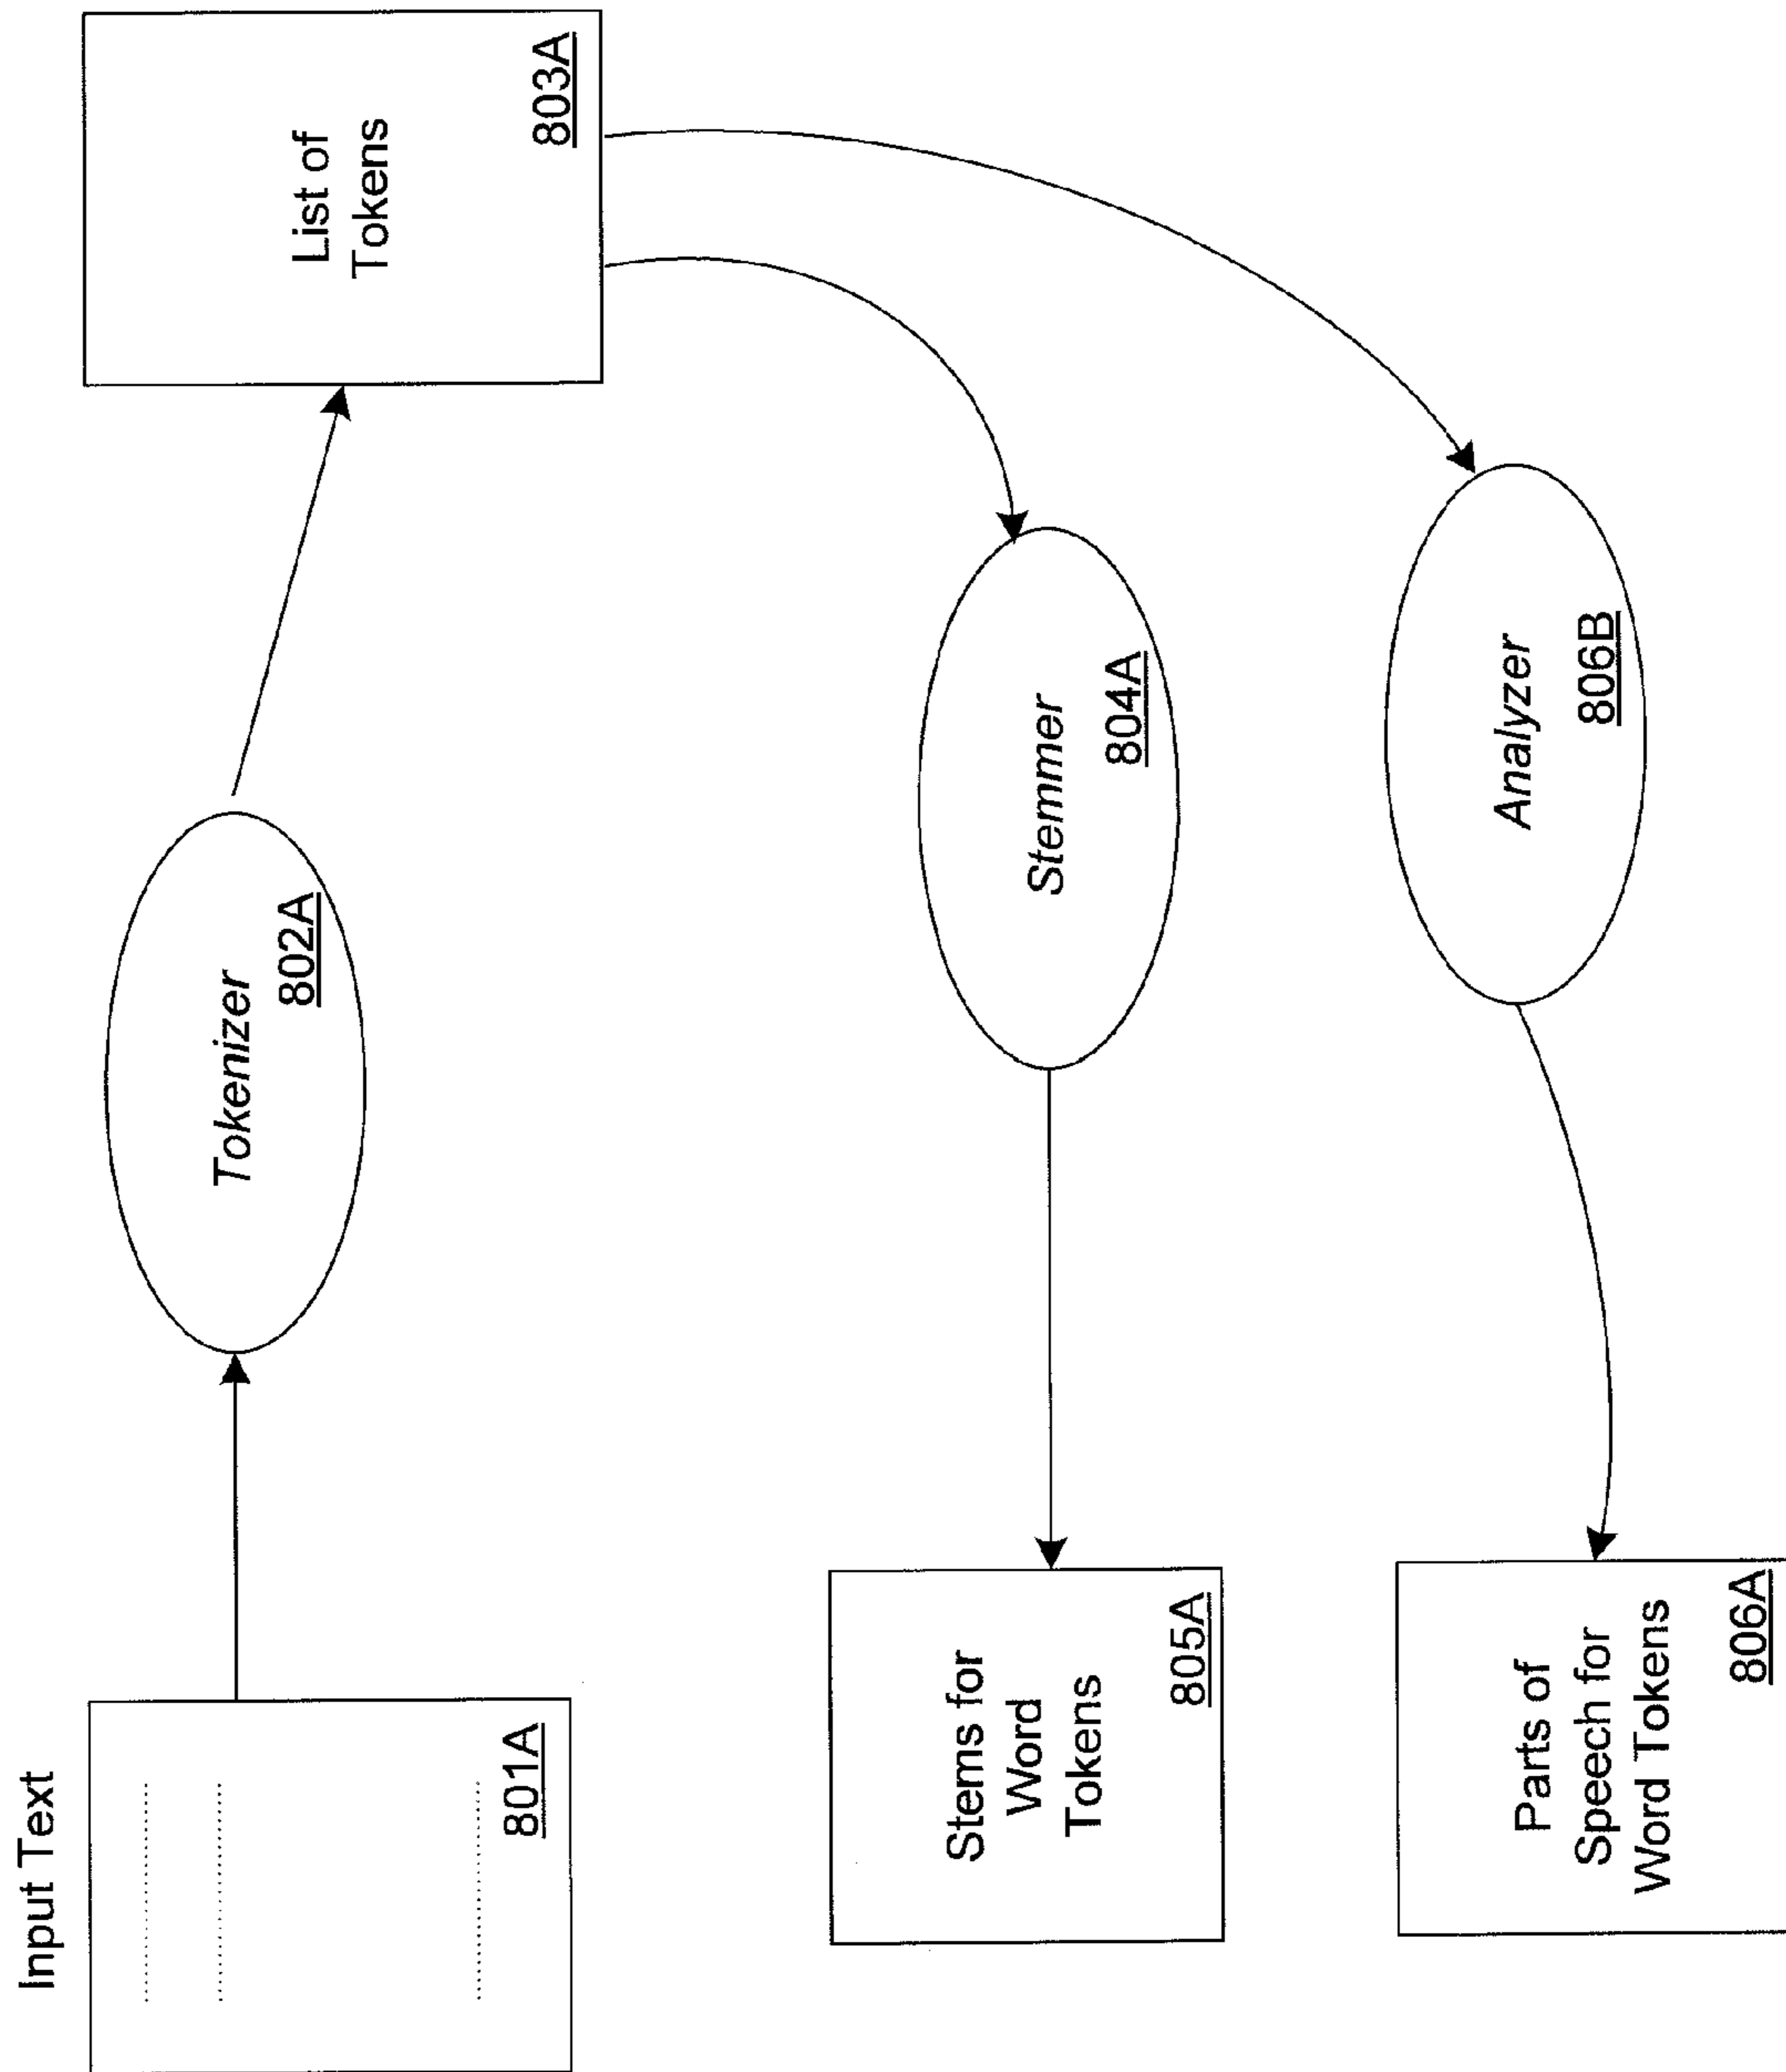 Input Text
801A
Tokenizer
802A
List of
Tokens
803A
Stemmer
804A
Stems for
Word
Tokens
805A
Analyzer
806B
Parts of
Speech for
Word Tokens
806A